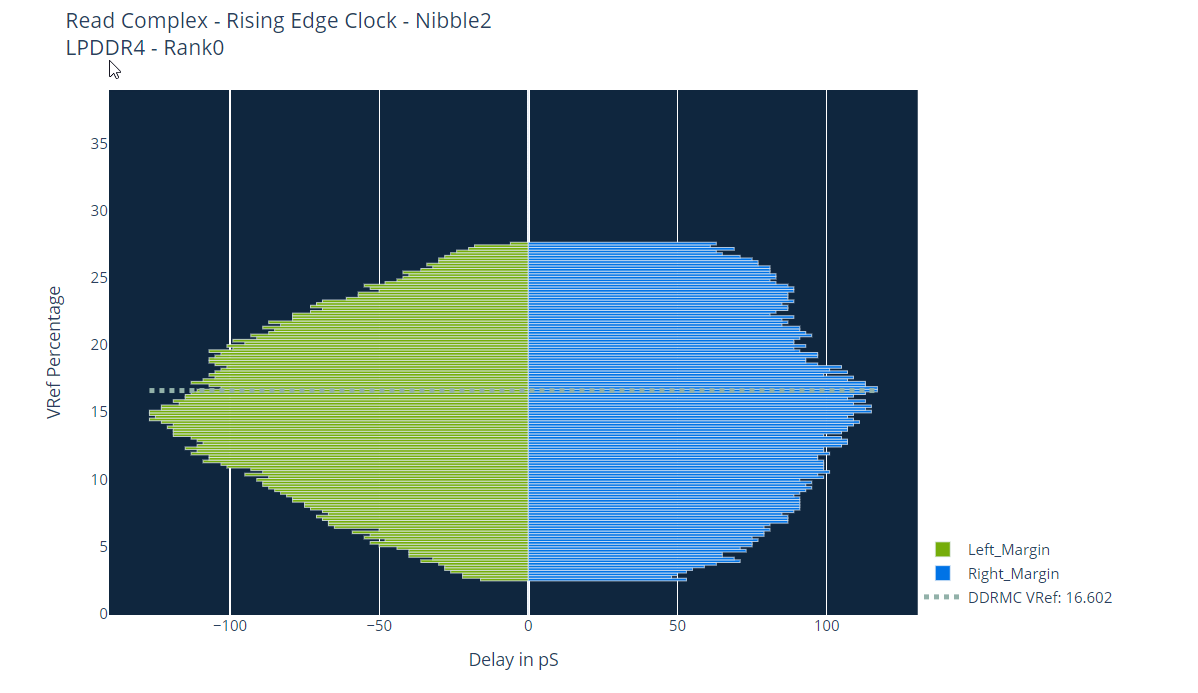 Read Complex - Rising Edge Clock - Nibble2
LPDDR4 - Rank0
35
30
25
20
15
10
5
0
VRef Percentage
−100
−50
0
50
100
Delay in pS
Left_Margin
Right_Margin
DDRMC VRef: 16.602